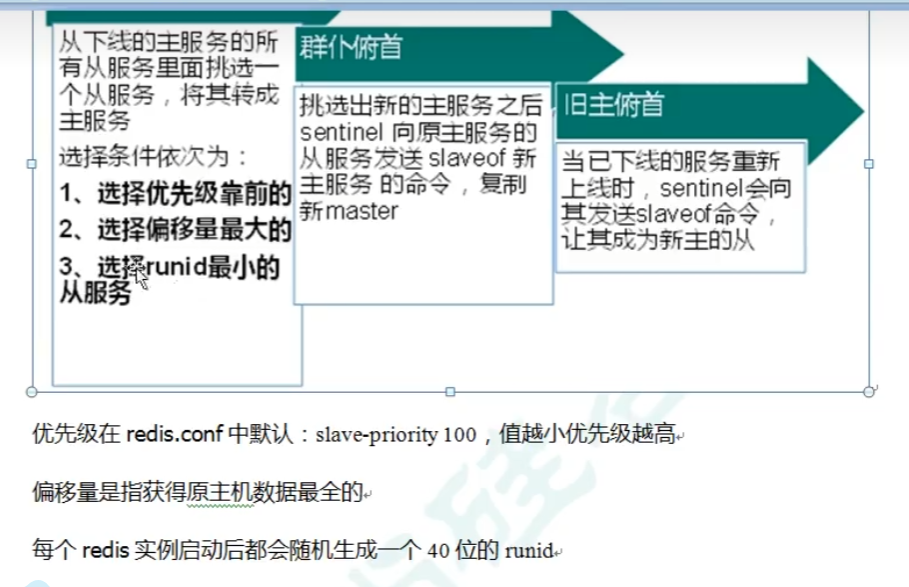 从下线的主服务的所
有从服务里面挑选一
个从服务，将其转成
主服务
选择条件依次为：
1、选择优先级靠前的
2、选择偏移量最大的
3、选择runid最小的
从服务
群仆俯首
挑选出新的主服务之后
sentinel 向原主服务的
从服务发送 slaveof 新
主服务 的命令，复制
新master
旧主俯首
当已下线的服务重新
上线时，sentinel会向
其发送slaveof命令，
让其成为新主的从
优先级在 redis.conf 中默认：slave-priority 100，值越小优先级越高
偏移量是指获得原主机数据最全的
每个 redis 实例启动后都会随机生成一个 40 位的 runid